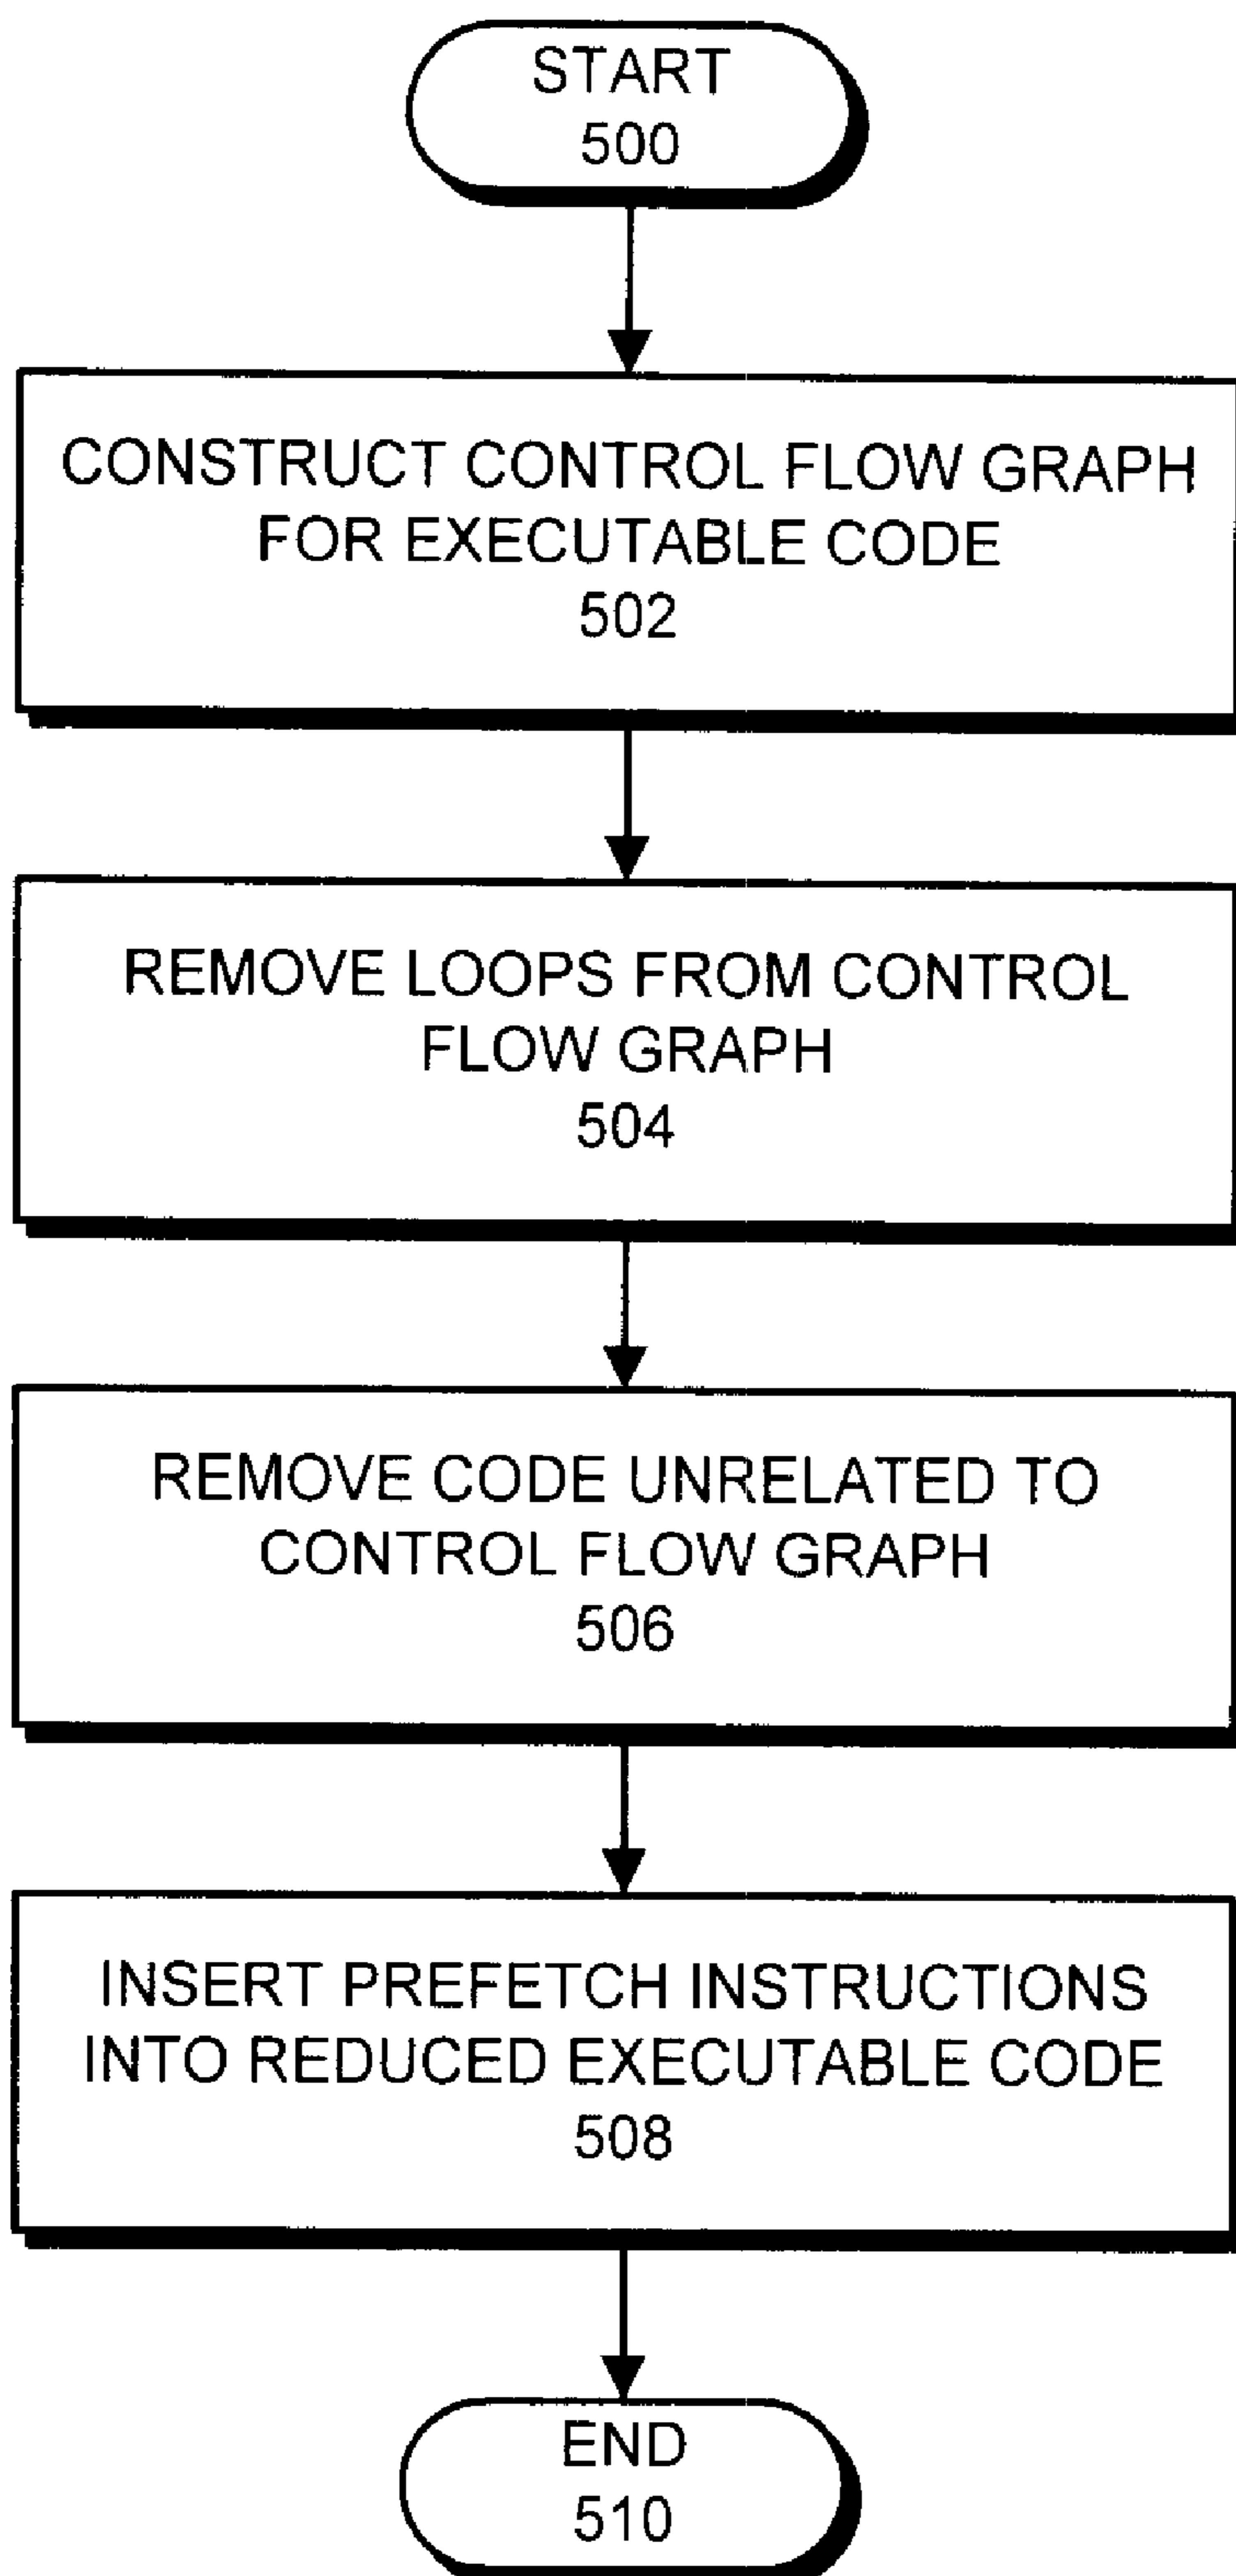 START
500
CONSTRUCT CONTROL FLOW GRAPH
FOR EXECUTABLE CODE
502
REMOVE LOOPS FROM CONTROL
FLOW GRAPH
504
REMOVE CODE UNRELATED TO
CONTROL FLOW GRAPH
506
INSERT PREFETCH INSTRUCTIONS
INTO REDUCED EXECUTABLE CODE
508
END
510